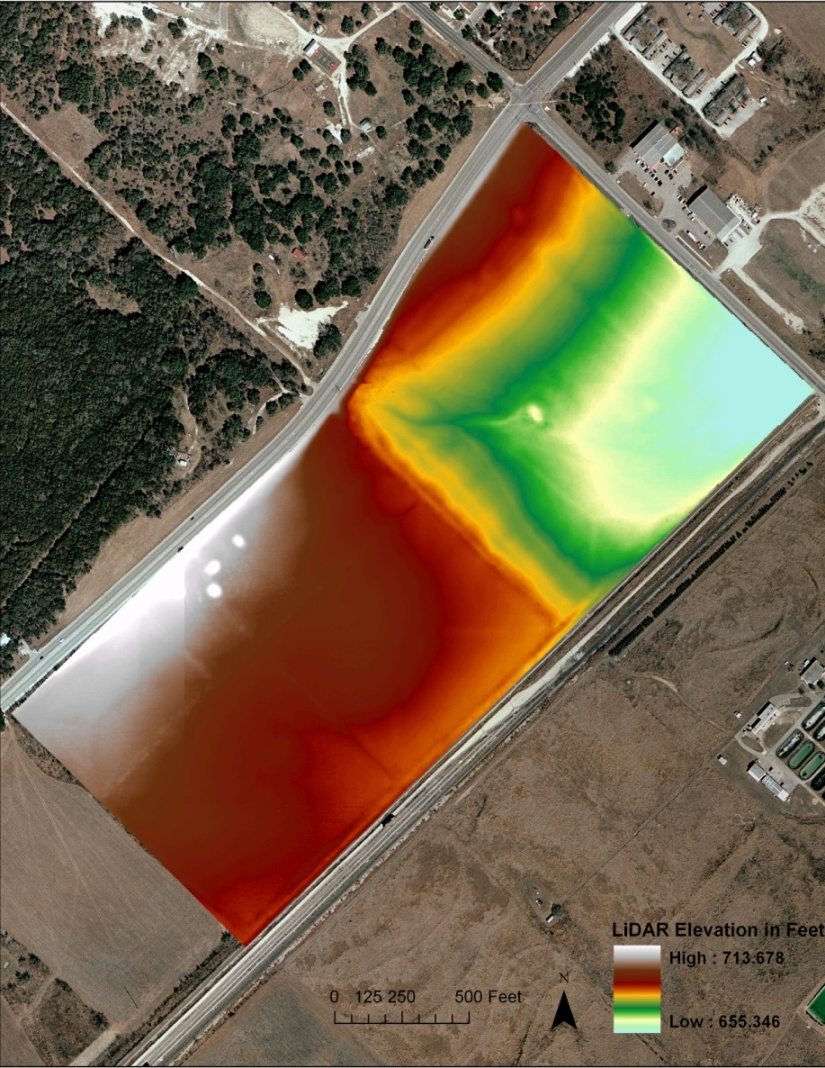 LiDAR Elevation in Feet
High : 713.678
Low : 655.346
0 125 250 500 Feet
N